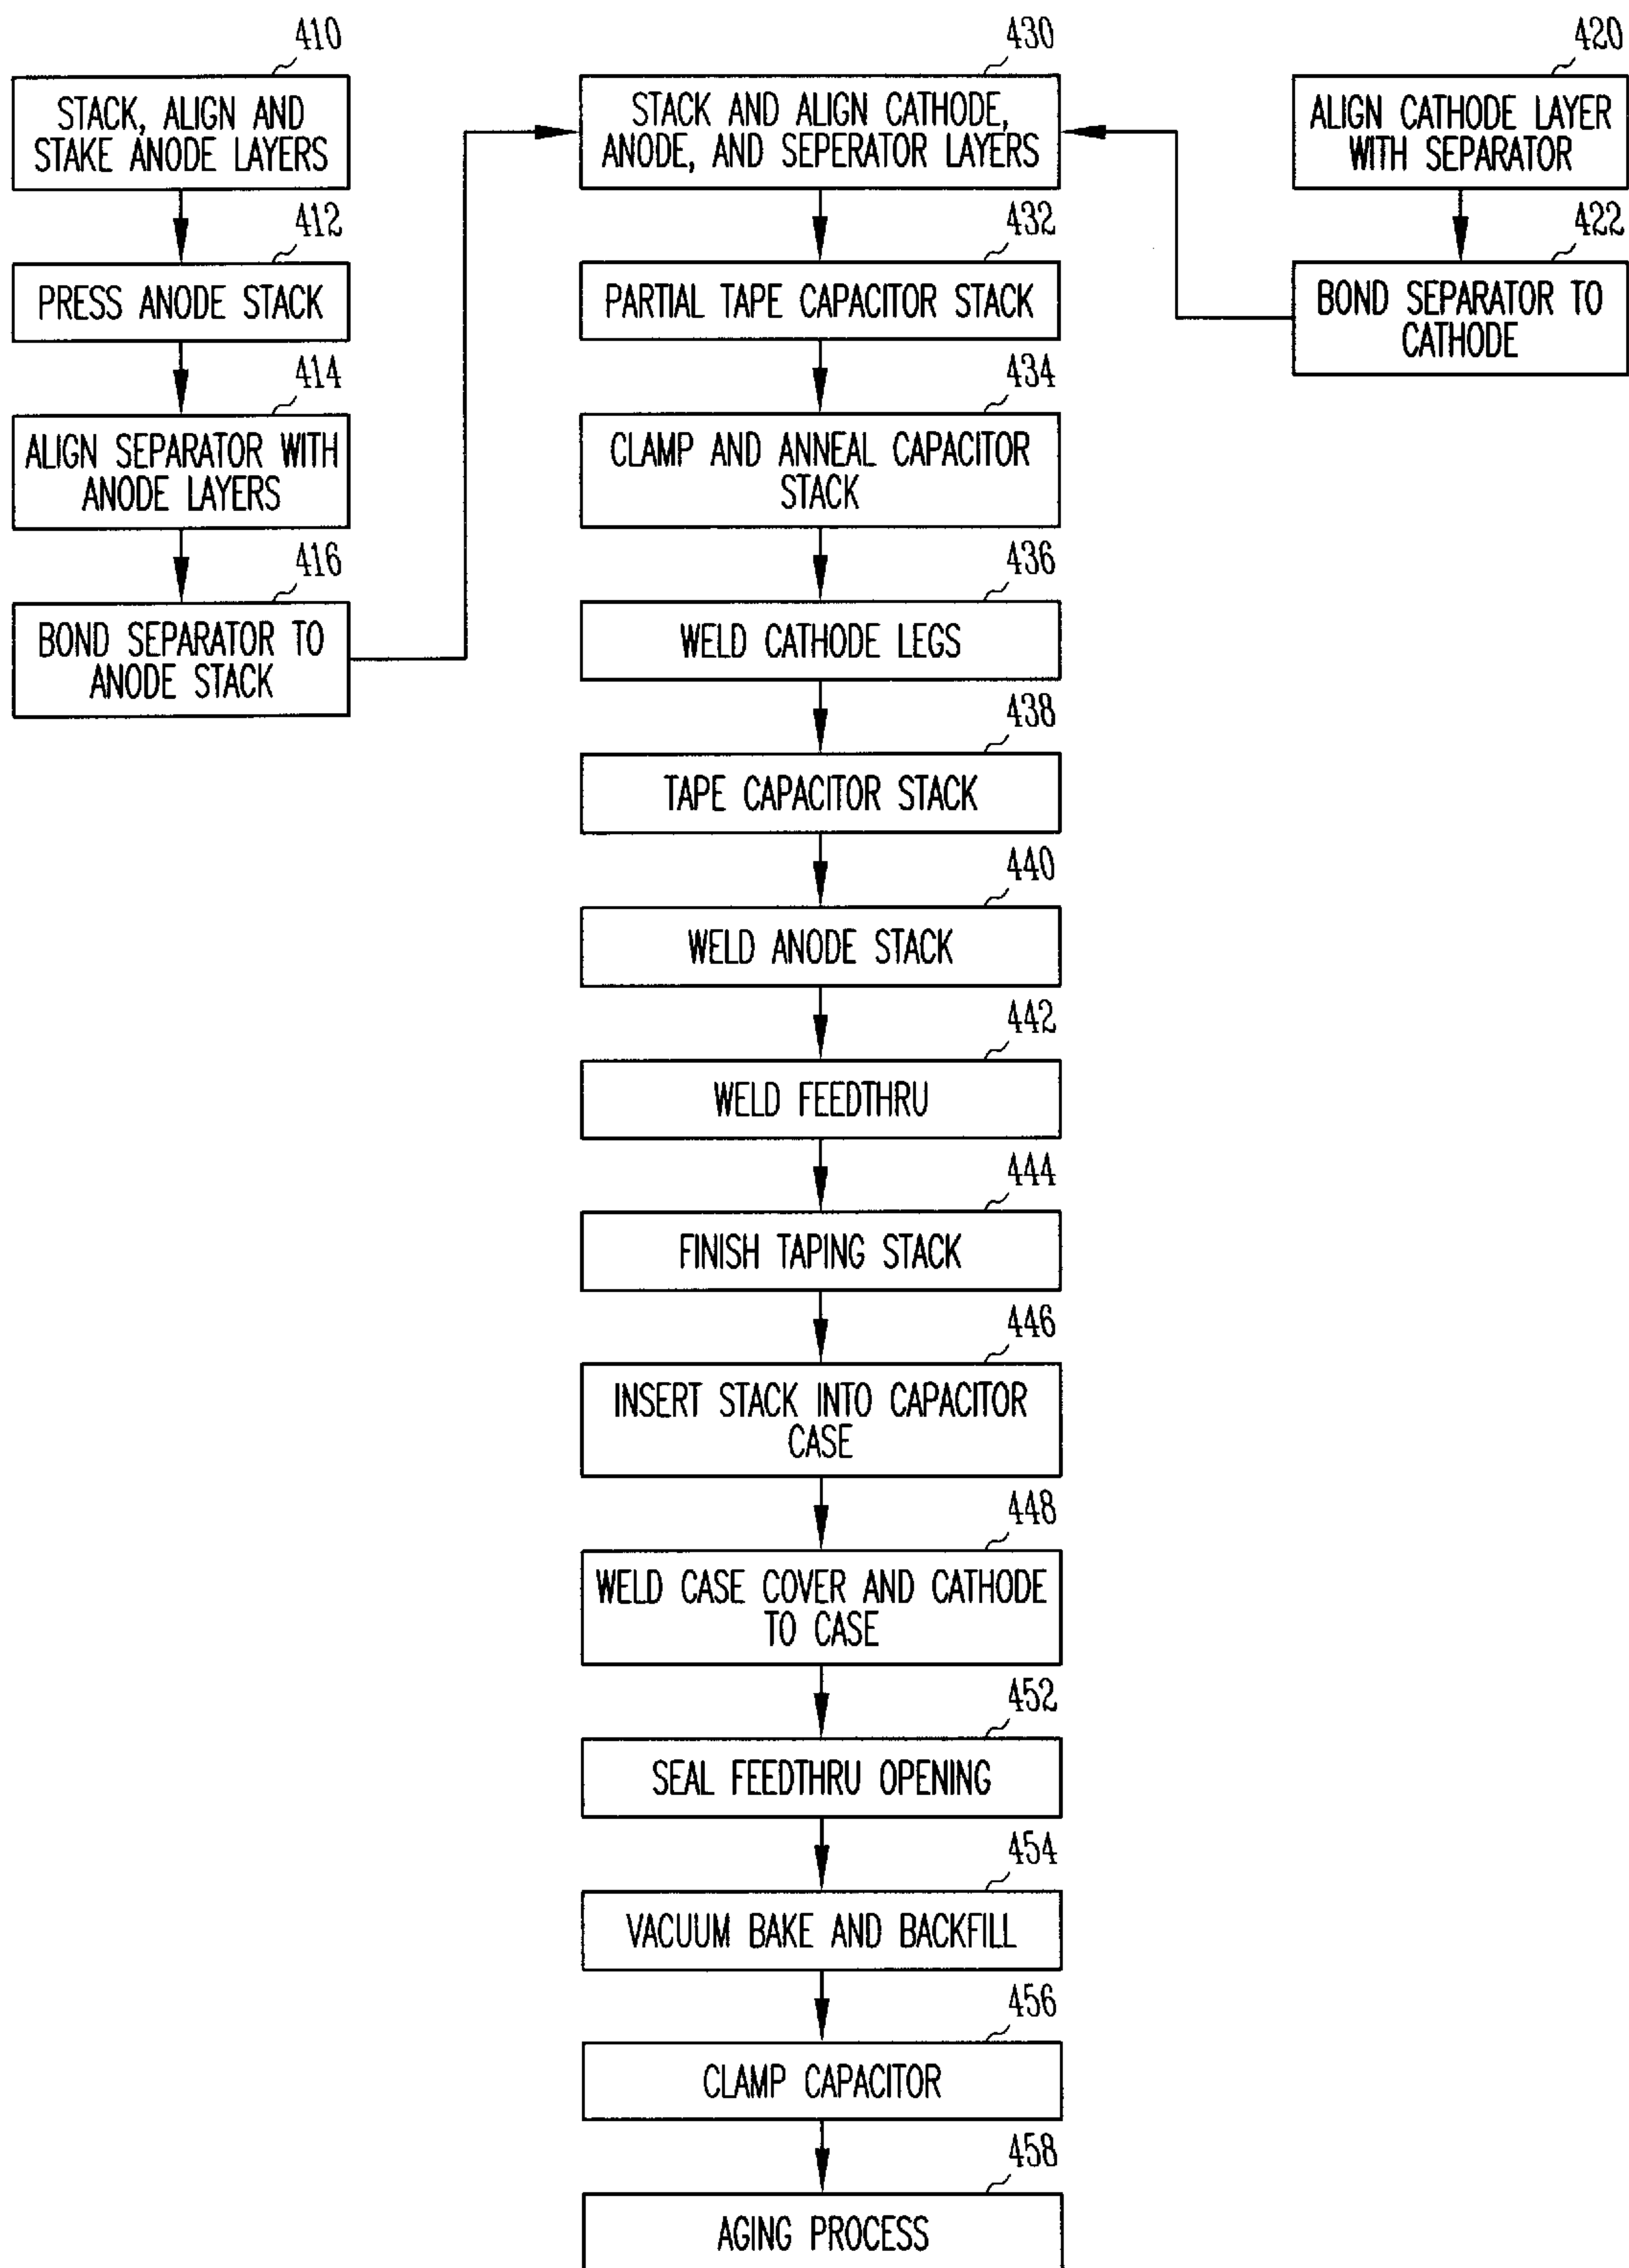 410
STACK, ALIGN AND
STAKE ANODE LAYERS
412
PRESS ANODE STACK
414
ALIGN SEPARATOR WITH
ANODE LAYERS
416
BOND SEPARATOR TO
ANODE STACK
420
ALIGN CATHODE LAYER
WITH SEPARATOR
422
BOND SEPARATOR TO
CATHODE
430
STACK AND ALIGN CATHODE,
ANODE, AND SEPERATOR LAYERS
432
PARTIAL TAPE CAPACITOR STACK
434
CLAMP AND ANNEAL CAPACITOR
STACK
436
WELD CATHODE LEGS
438
TAPE CAPACITOR STACK
440
WELD ANODE STACK
442
WELD FEEDTHRU
444
FINISH TAPING STACK
446
INSERT STACK INTO CAPACITOR
CASE
448
WELD CASE COVER AND CATHODE
TO CASE
452
SEAL FEEDTHRU OPENING
454
VACUUM BAKE AND BACKFILL
456
CLAMP CAPACITOR
458
AGING PROCESS